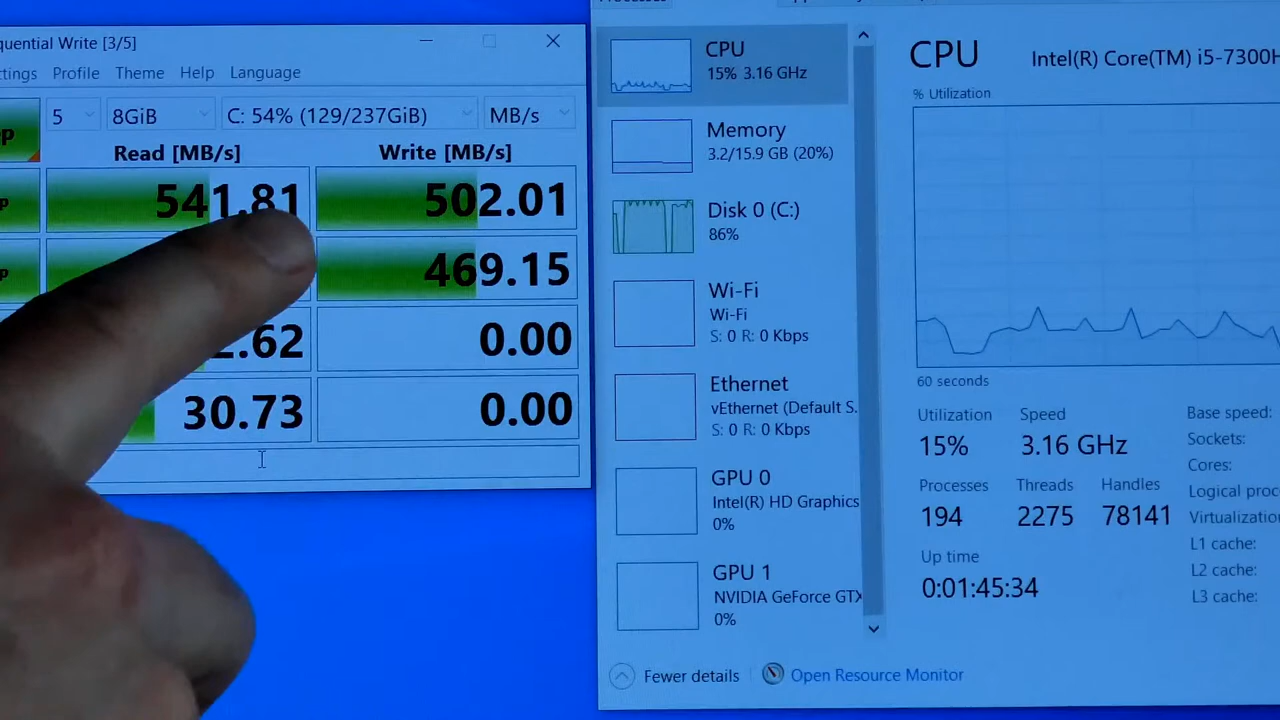 quential Write [3/5]
ttings Profile Theme Help Language
5 8GiB C: 54% (129/237GiB) MB/s
Read [MB/s] Write [MB/s]
541.81 502.01
469.15
.62 0.00
30.73 0.00
CPU
15% 3.16 GHz
Memory
3.2/15.9 GB (20%)
Disk 0 (C:)
86%
Wi-Fi
Wi-Fi
S: 0 R: 0 Kbps
Ethernet
vEthernet (Default S.
S: 0 R: 0 Kbps
GPU 0
Intel(R) HD Graphics
0%
GPU 1
NVIDIA GeForce GTX
0%
Fewer details Open Resource Monitor
CPU Intel(R) Core(TM) i5-7300H
% Utilization
60 seconds
Utilization Speed
15% 3.16 GHz
Processes Threads Handles
194 2275 78141
Up time
0:01:45:34
Base speed:
Sockets:
Cores:
Logical proc
Virtualization
L1 cache:
L2 cache:
L3 cache: